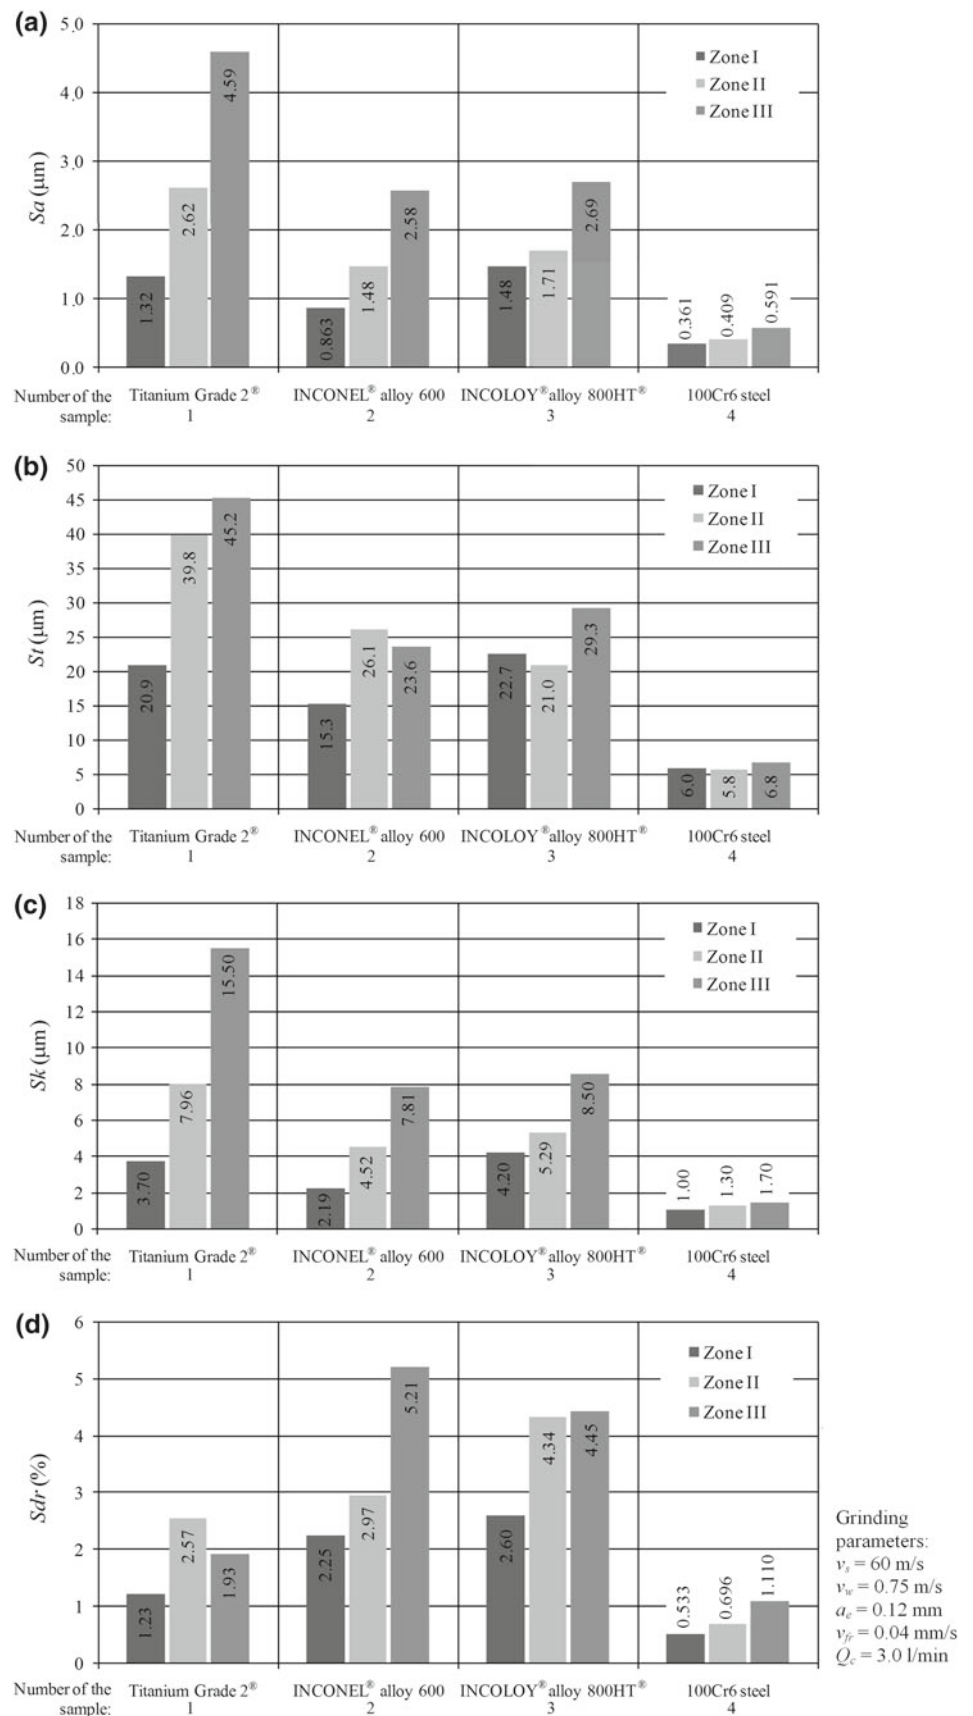 (a)
Sa (μm)
5.0
4.0
3.0
2.0
1.0
0.0
1.32
2.62
4.59
0.863
1.48
2.58
1.48
1.71
2.69
0.361
0.409
0.591
Zone I
Zone II
Zone III
Number of the sample:
Titanium Grade 2®
1
INCONEL® alloy 600
2
INCOLOY® alloy 800HT®
3
100Cr6 steel
4
(b)
St (μm)
50
45
40
35
30
25
20
15
10
5
0
20.9
39.8
45.2
15.3
26.1
23.6
22.7
21.0
29.3
6.0
5.8
6.8
Zone I
Zone II
Zone III
Number of the sample:
Titanium Grade 2®
1
INCONEL® alloy 600
2
INCOLOY® alloy 800HT®
3
100Cr6 steel
4
(c)
Sk (μm)
18
16
14
12
10
8
6
4
2
0
3.70
7.96
15.50
2.19
4.52
7.81
4.20
5.29
8.50
1.00
1.30
1.70
Zone I
Zone II
Zone III
Number of the sample:
Titanium Grade 2®
1
INCONEL® alloy 600
2
INCOLOY® alloy 800HT®
3
100Cr6 steel
4
(d)
Sdr (%)
6
5
4
3
2
1
0
1.23
2.57
1.93
2.25
2.97
5.21
2.60
4.34
4.45
0.533
0.696
1.110
Zone I
Zone II
Zone III
Number of the sample:
Titanium Grade 2®
1
INCONEL® alloy 600
2
INCOLOY® alloy 800HT®
3
100Cr6 steel
4
Grinding
parameters:
vs = 60 m/s
vw = 0.75 m/s
ae = 0.12 mm
vfr = 0.04 mm/s
Qc = 3.0 l/min